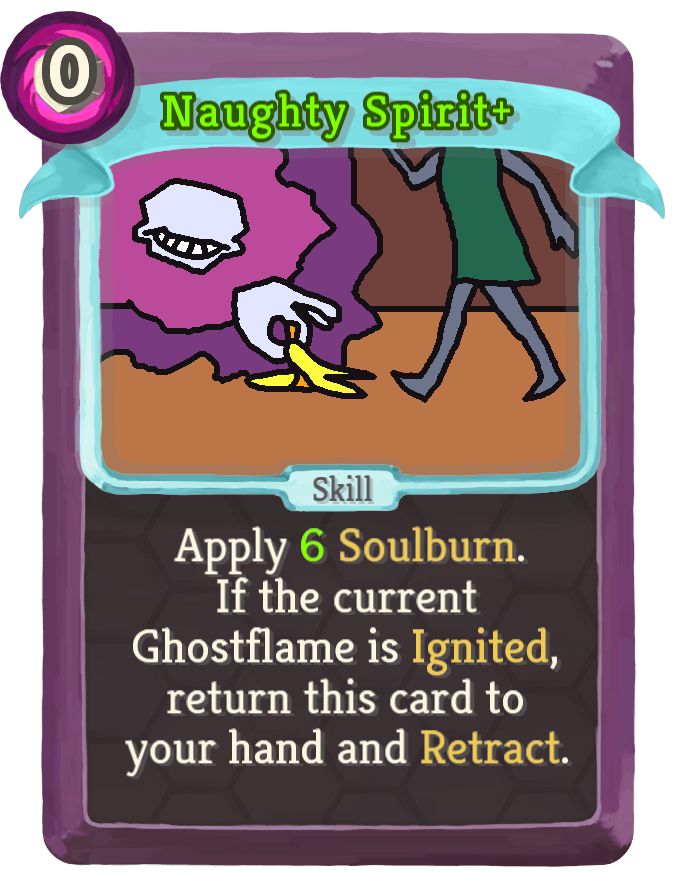 0
Naughty Spirit+
Skill
Apply 6 Soulburn.
If the current
Ghostflame is Ignited,
return this card to
your hand and Retract.